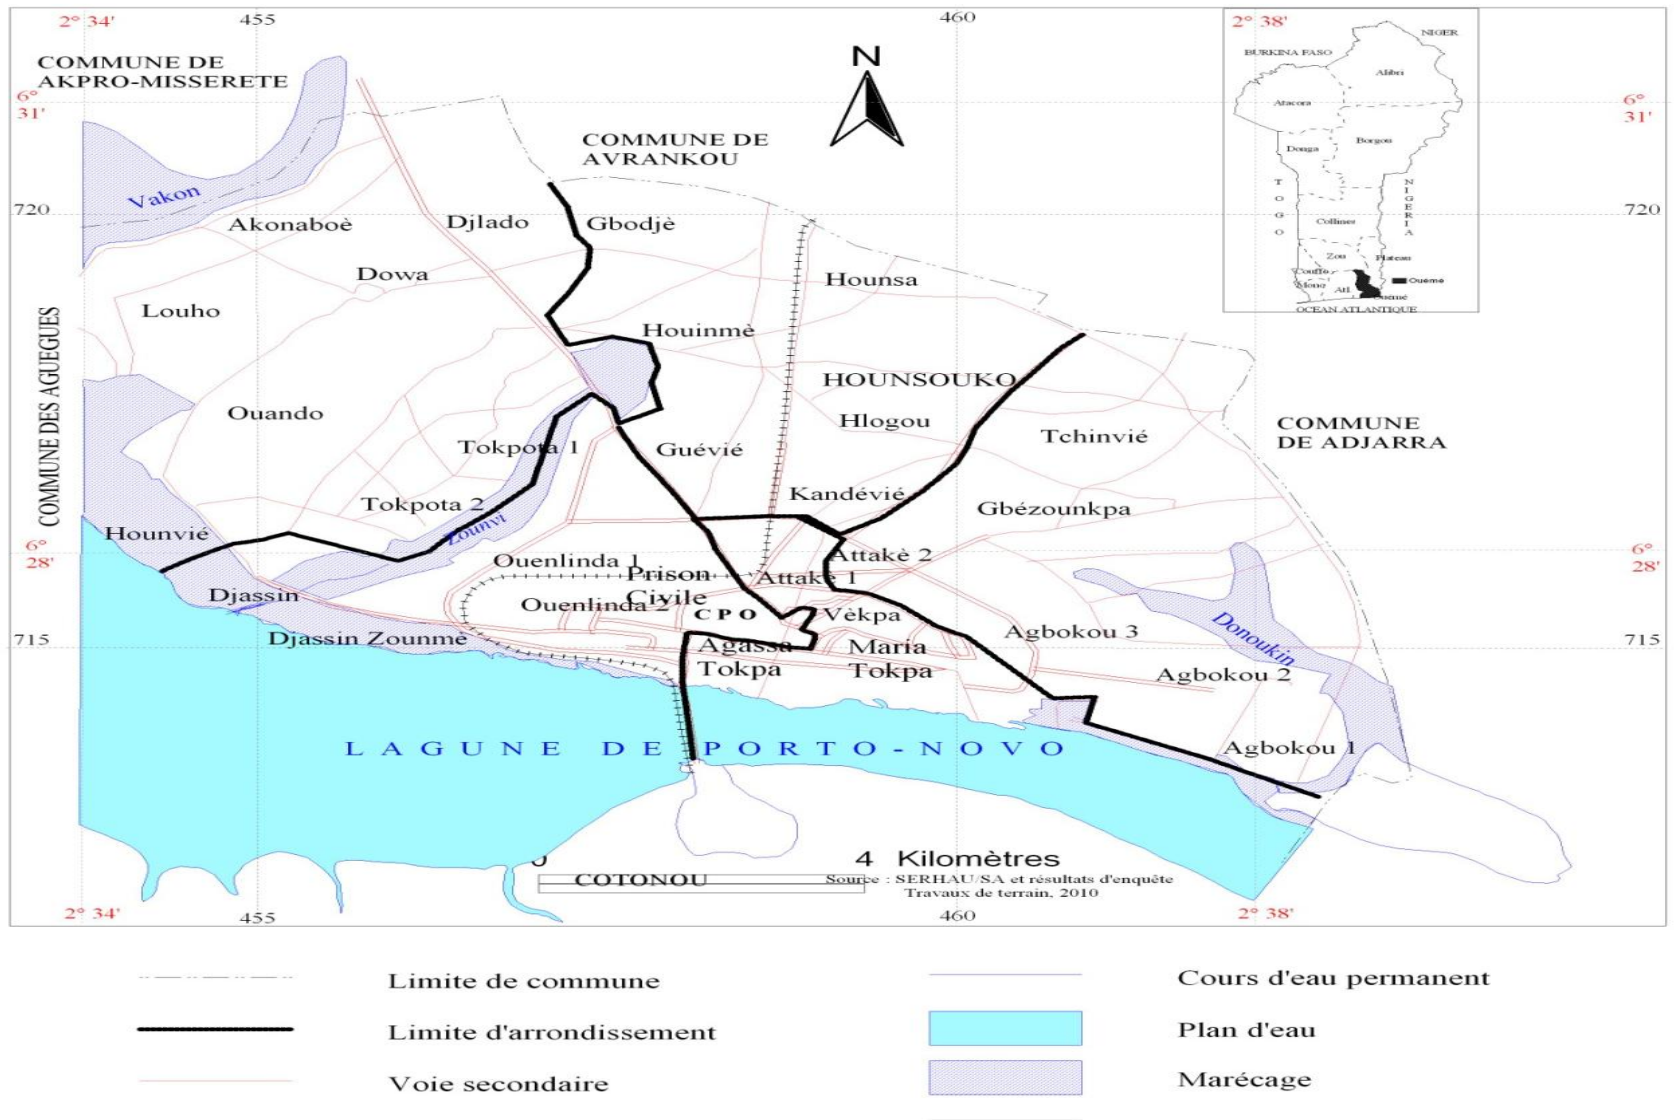 2° 34'
455
460
2° 38'
COMMUNE DE
AKPRO-MISSERETE
N
NIGER
BURKINA FASO
Alibri
Atacora
6°
31'
6°
31'
COMMUNE DE
AVRANKOU
Borgou
Donga
Vakon
TOGO
NIGERIA
720
720
Akonaboè
Djlado
Gbodjè
Collines
Zou
Plateau
Dowa
Hounsa
Couffo
Mono
Atl
Ouémé
Ouémé
OCEAN ATLANTIQUE
Louho
Houinmè
COMMUNE DES AGUEGUES
HOUNSOUKO
Ouando
Hlogou
COMMUNE
DE ADJARRA
Tchinvié
Tokpota 1
Guévié
Kandévié
Tokpota 2
Gbézounkpa
Zounvi
Hounvié
6°
28'
Ouenlinda 1
Attakè 2
6°
28'
Prison
Civile
Attakè 1
Djassin
Ouenlinda 2
CPO
Vèkpa
Donoukin
Djassin Zounmè
Agbokou 3
715
715
Agassa
Tokpa
Maria
Tokpa
Agbokou 2
LAGUNE DE PORTO-NOVO
Agbokou 1
0
4 Kilomètres
COTONOU
Source : SERHAU/SA et résultats d'enquête
Travaux de terrain, 2010
2° 34'
455
460
2° 38'
Limite de commune
Cours d'eau permanent
Limite d'arrondissement
Plan d'eau
Voie secondaire
Marécage